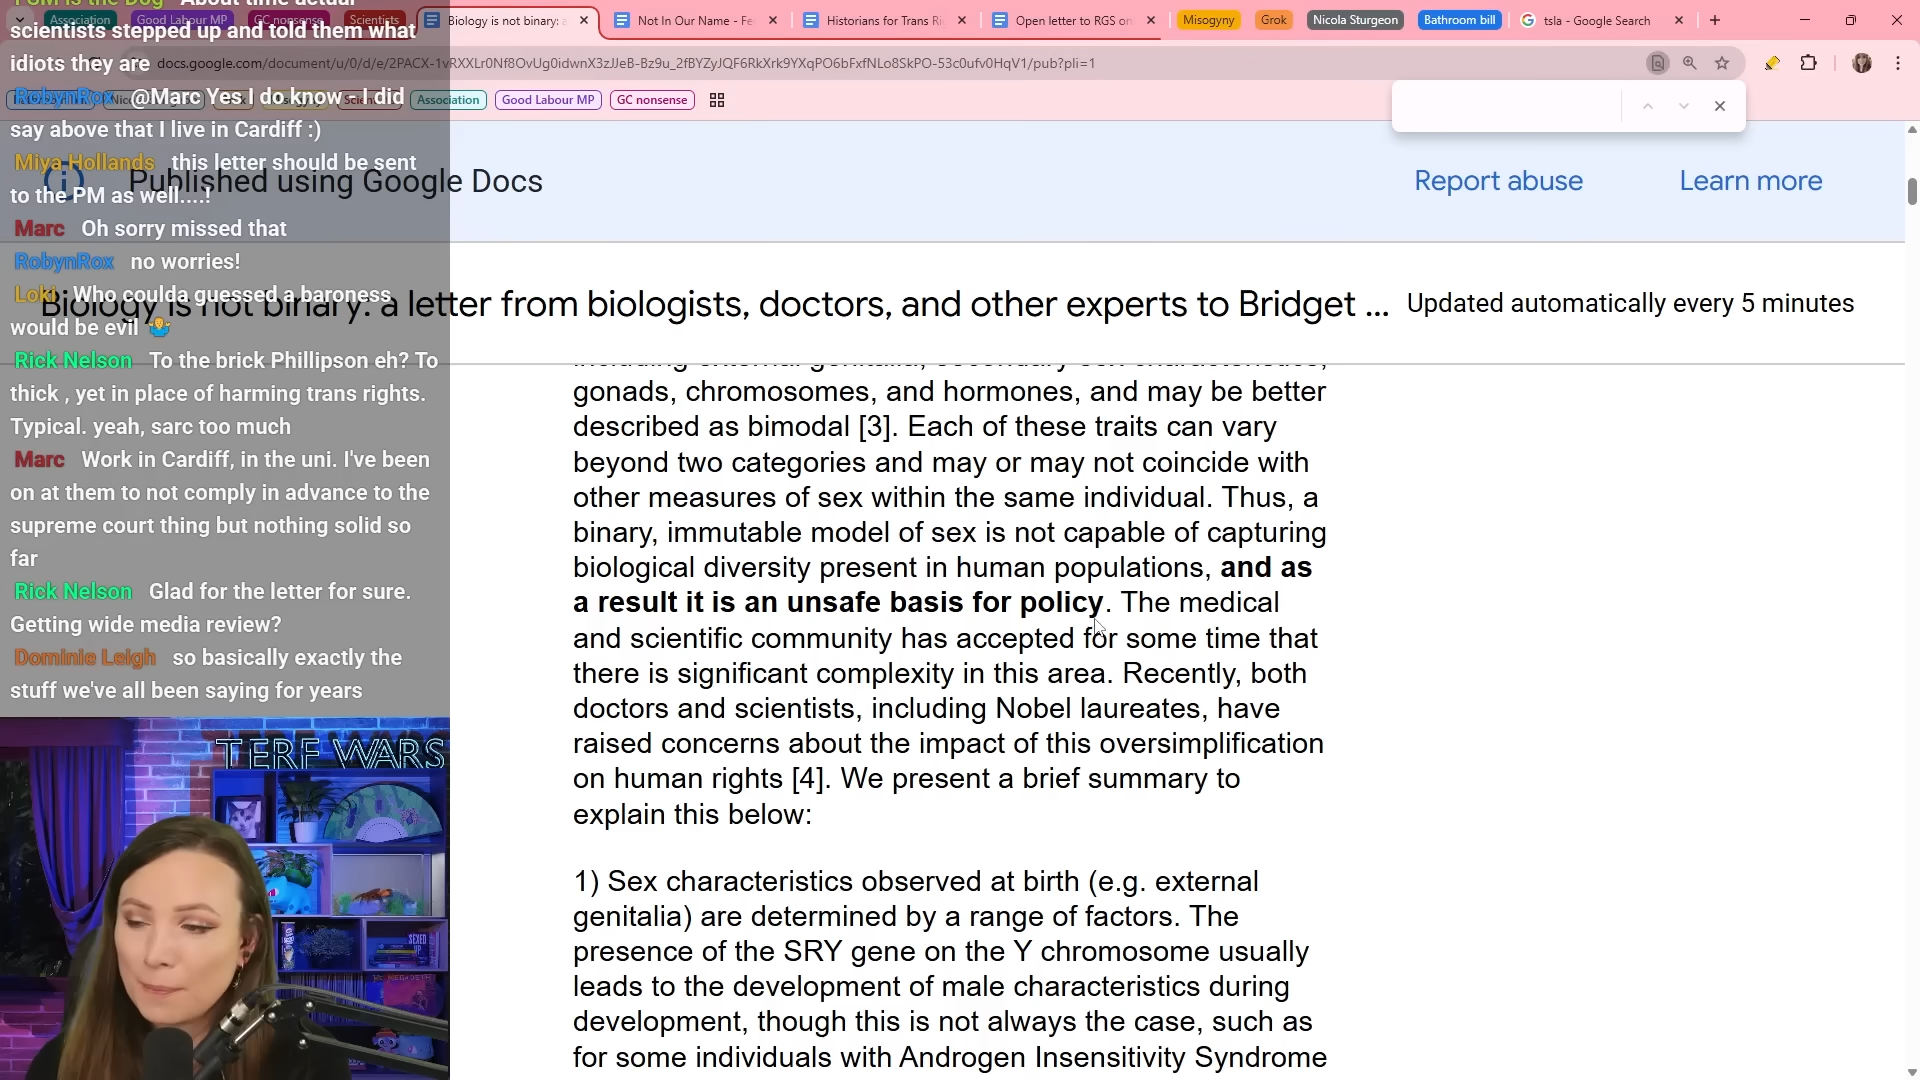 Association
Good Labour MP
GC nonsense
Scientists
Biology is not binary: a
Not In Our Name - Fe
Historians for Trans Ri
Open letter to RGS on
Misogyny
Grok
Nicola Sturgeon
Bathroom bill
tsla - Google Search
docs.google.com/document/u/0/d/e/2PACX-1vRXXLr0Nf8OvUg0idwnX3zJJeB-Bz9u_2fBYZyJQF6RkXrk9YXqPO6bFxfNLo8SkPO-53c0ufv0HqV1/pub?pli=1
Association
Good Labour MP
GC nonsense
About time actual
scientists stepped up and told them what
idiots they are
RobynRox @Marc Yes I do know - I did
say above that I live in Cardiff :)
Miya Hollands this letter should be sent
to the PM as well....!
Marc Oh sorry missed that
RobynRox no worries!
Loki Who coulda guessed a baroness
would be evil 🤷
Rick Nelson To the brick Phillipson eh? To
thick , yet in place of harming trans rights.
Typical. yeah, sarc too much
Marc Work in Cardiff, in the uni. I've been
on at them to not comply in advance to the
supreme court thing but nothing solid so
far
Rick Nelson Glad for the letter for sure.
Getting wide media review?
Dominie Leigh so basically exactly the
stuff we've all been saying for years
Published using Google Docs
Report abuse
Learn more
Biology is not binary: a letter from biologists, doctors, and other experts to Bridget ...
Updated automatically every 5 minutes
including external genitalia, secondary sex characteristics,
gonads, chromosomes, and hormones, and may be better
described as bimodal [3]. Each of these traits can vary
beyond two categories and may or may not coincide with
other measures of sex within the same individual. Thus, a
binary, immutable model of sex is not capable of capturing
biological diversity present in human populations, and as
a result it is an unsafe basis for policy. The medical
and scientific community has accepted for some time that
there is significant complexity in this area. Recently, both
doctors and scientists, including Nobel laureates, have
raised concerns about the impact of this oversimplification
on human rights [4]. We present a brief summary to
explain this below:
1) Sex characteristics observed at birth (e.g. external
genitalia) are determined by a range of factors. The
presence of the SRY gene on the Y chromosome usually
leads to the development of male characteristics during
development, though this is not always the case, such as
for some individuals with Androgen Insensitivity Syndrome
TERF WARS